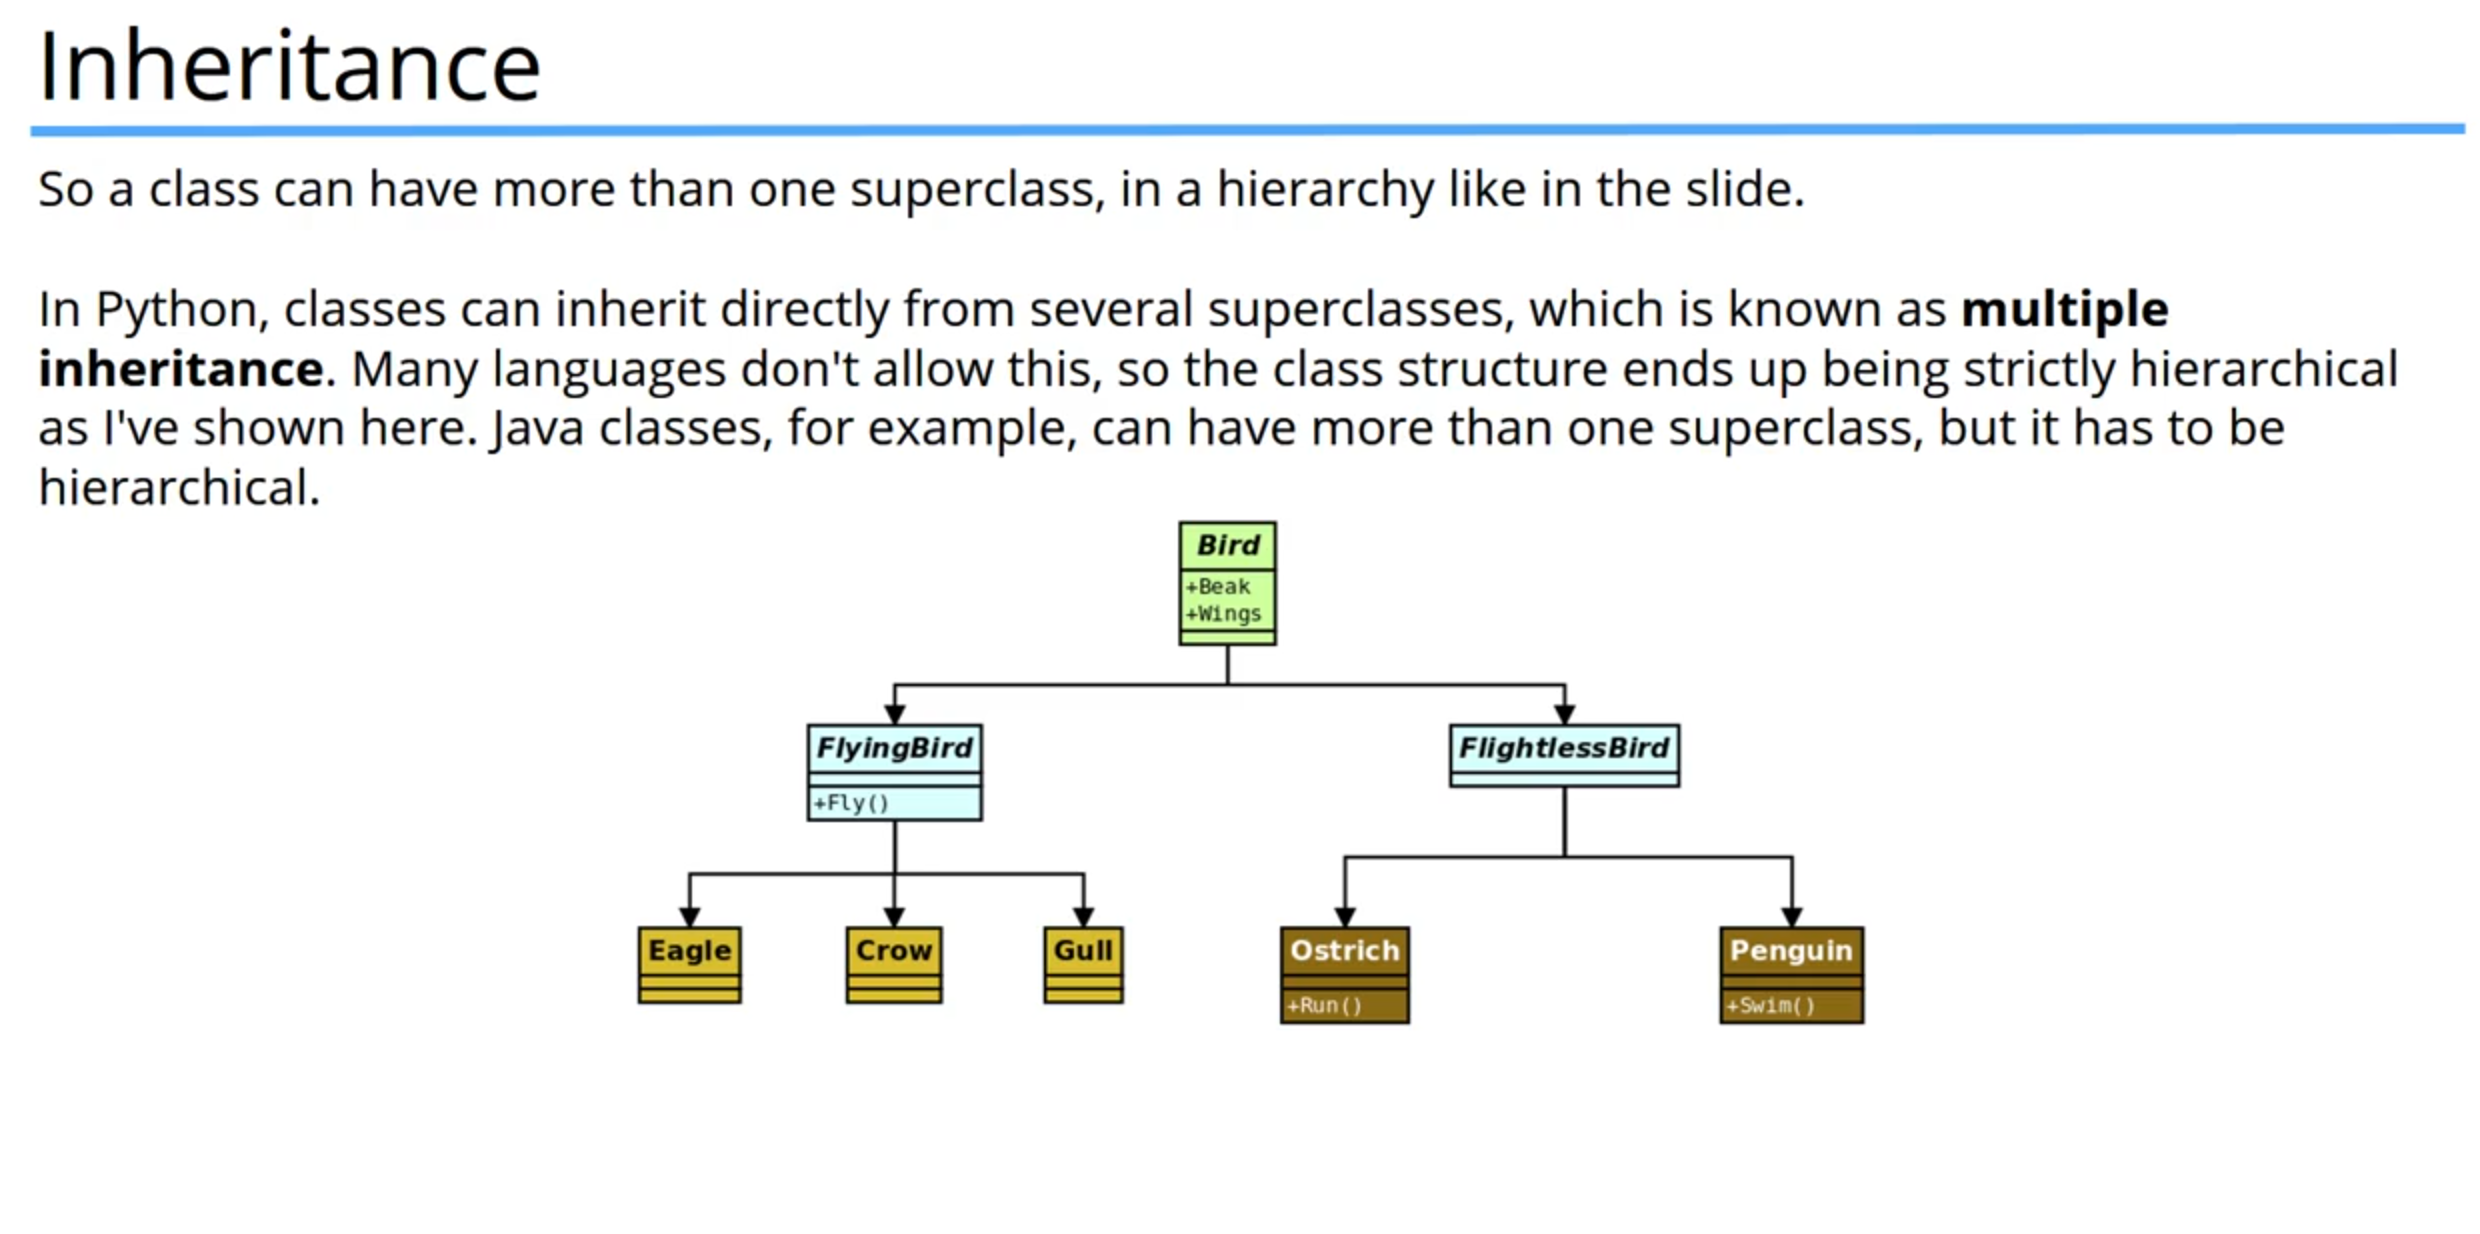 Inheritance
So a class can have more than one superclass, in a hierarchy like in the slide.
In Python, classes can inherit directly from several superclasses, which is known as multiple
inheritance. Many languages don't allow this, so the class structure ends up being strictly hierarchical
as I've shown here. Java classes, for example, can have more than one superclass, but it has to be
hierarchical.
Bird
+Beak
+Wings
FlyingBird
+Fly()
FlightlessBird
Eagle
Crow
Gull
Ostrich
+Run()
Penguin
+Swim()